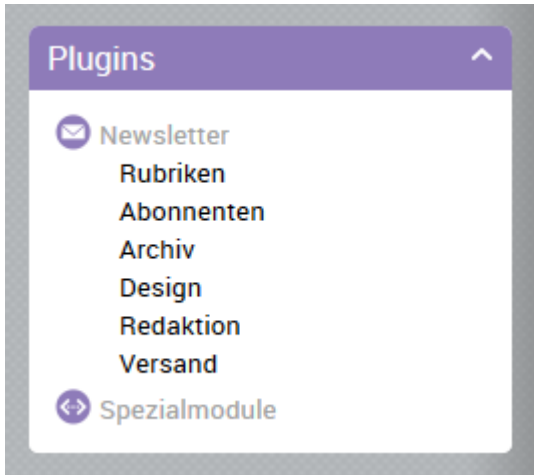 Plugins
Newsletter
Rubriken
Abonnenten
Archiv
Design
Redaktion
Versand
Spezialmodule